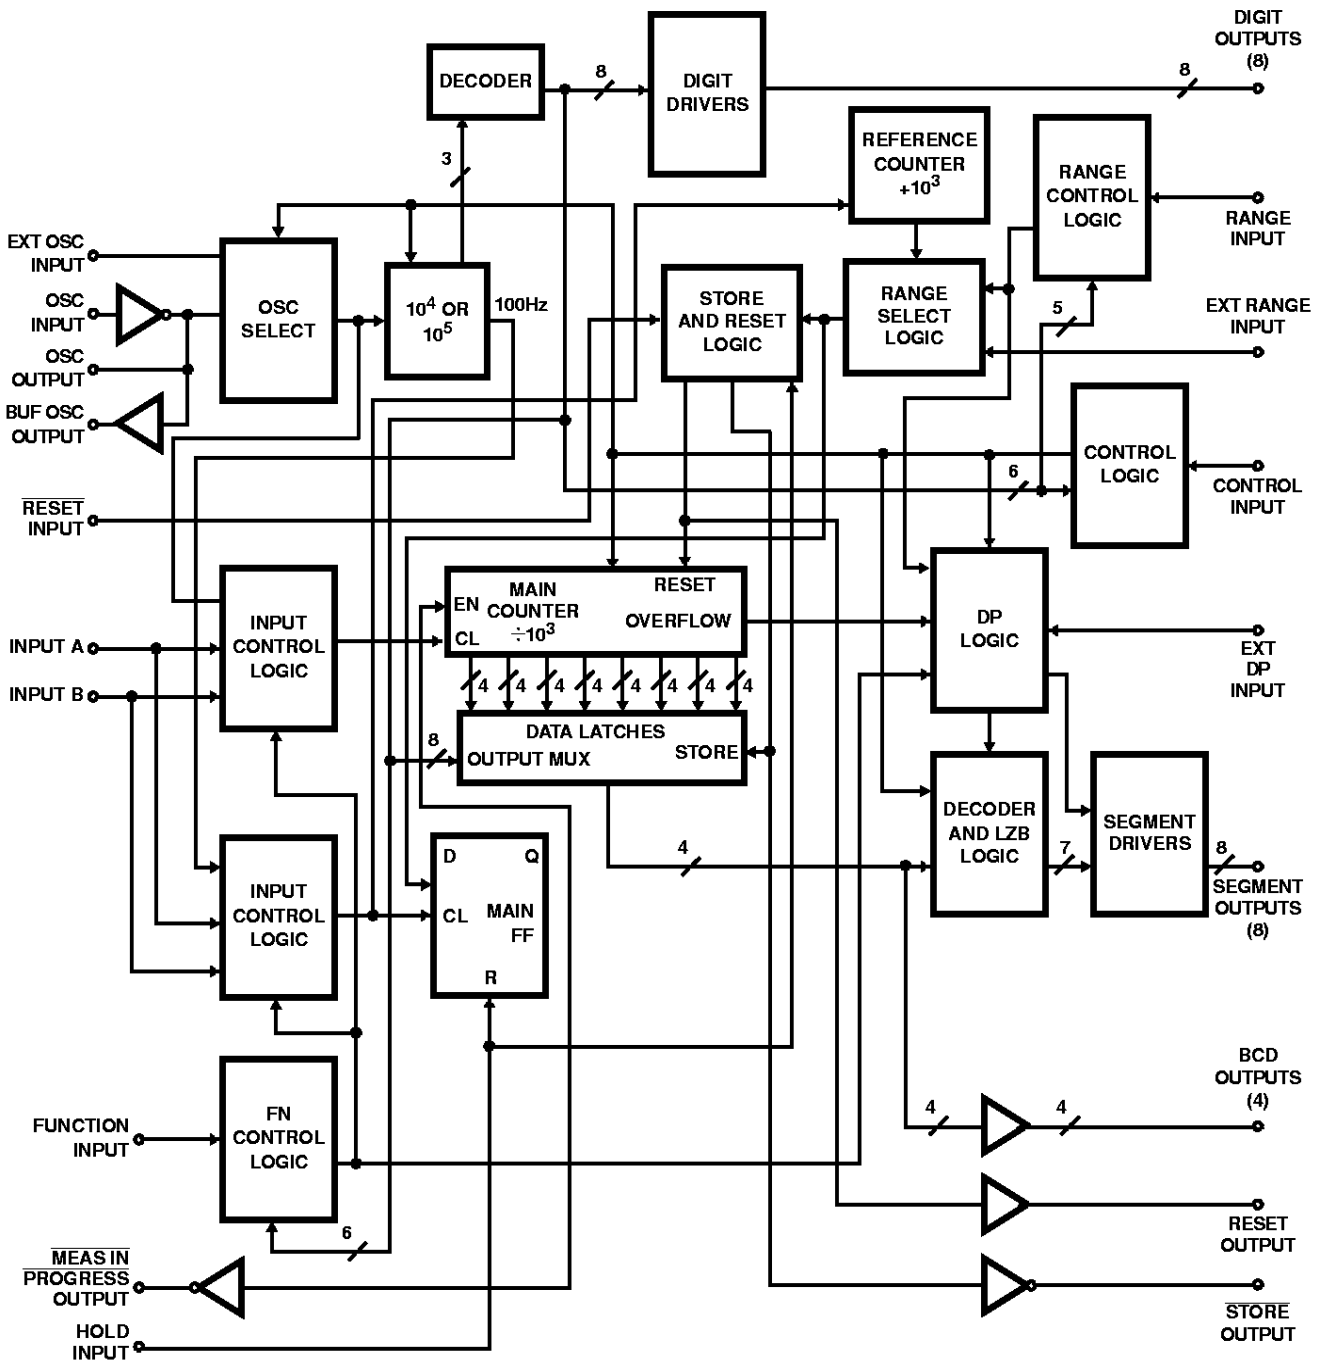 DIGIT
OUTPUTS
(8)
DECODER
8
DIGIT
DRIVERS
8
REFERENCE
COUNTER
+10³
RANGE
CONTROL
LOGIC
RANGE
INPUT
3
EXT OSC
INPUT
OSC
INPUT
OSC
OUTPUT
BUF OSC
OUTPUT
OSC
SELECT
10⁴ OR
10⁵
100Hz
STORE
AND RESET
LOGIC
RANGE
SELECT
LOGIC
5
EXT RANGE
INPUT
CONTROL
LOGIC
6
CONTROL
INPUT
RESET
INPUT
INPUT
CONTROL
LOGIC
INPUT A
INPUT B
EN
CL
MAIN
COUNTER
÷10³
RESET
OVERFLOW
4
4
4
4
4
4
4
4
DP
LOGIC
EXT
DP
INPUT
8
DATA LATCHES
OUTPUT MUX
STORE
DECODER
AND LZB
LOGIC
7
SEGMENT
DRIVERS
8
SEGMENT
OUTPUTS
(8)
4
INPUT
CONTROL
LOGIC
D
Q
CL
MAIN
FF
R
FUNCTION
INPUT
FN
CONTROL
LOGIC
6
BCD
OUTPUTS
(4)
4
4
RESET
OUTPUT
STORE
OUTPUT
MEAS IN
PROGRESS
OUTPUT
HOLD
INPUT